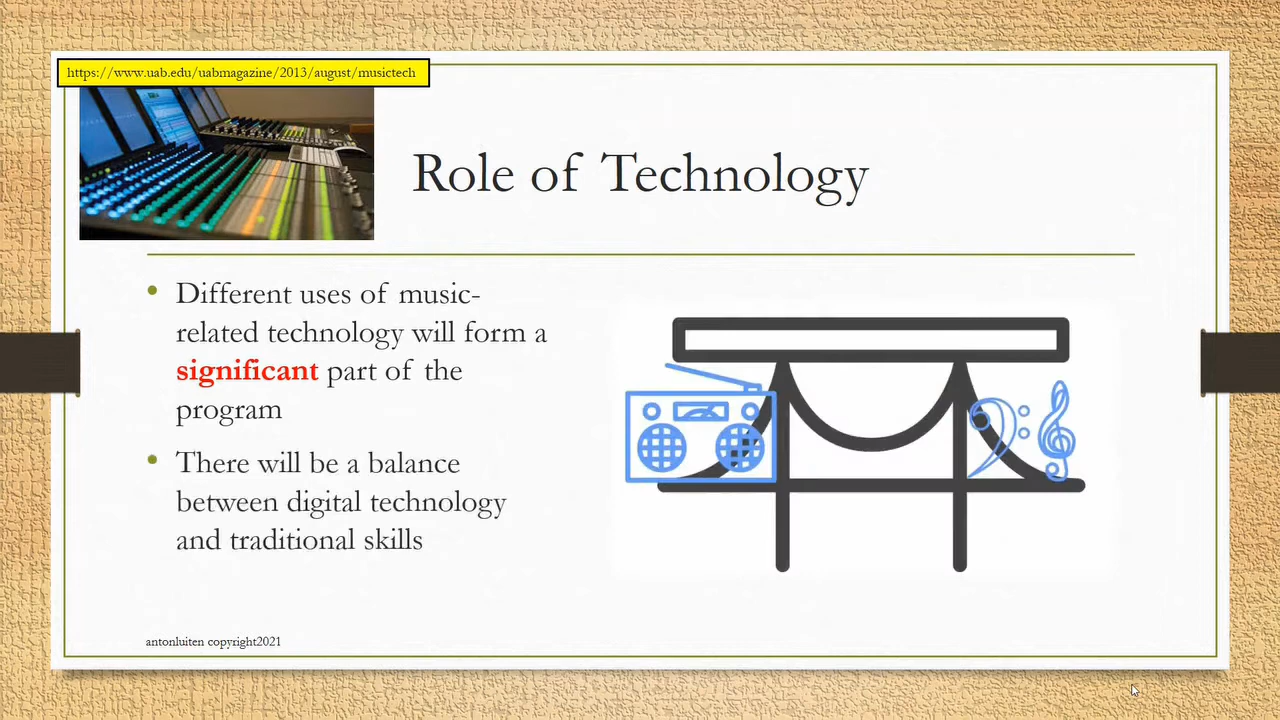 https://www.uab.edu/uabmagazine/2013/august/musictech
Role of Technology
Different uses of music-
related technology will form a
significant part of the
program
There will be a balance
between digital technology
and traditional skills
antonluiten copyright2021